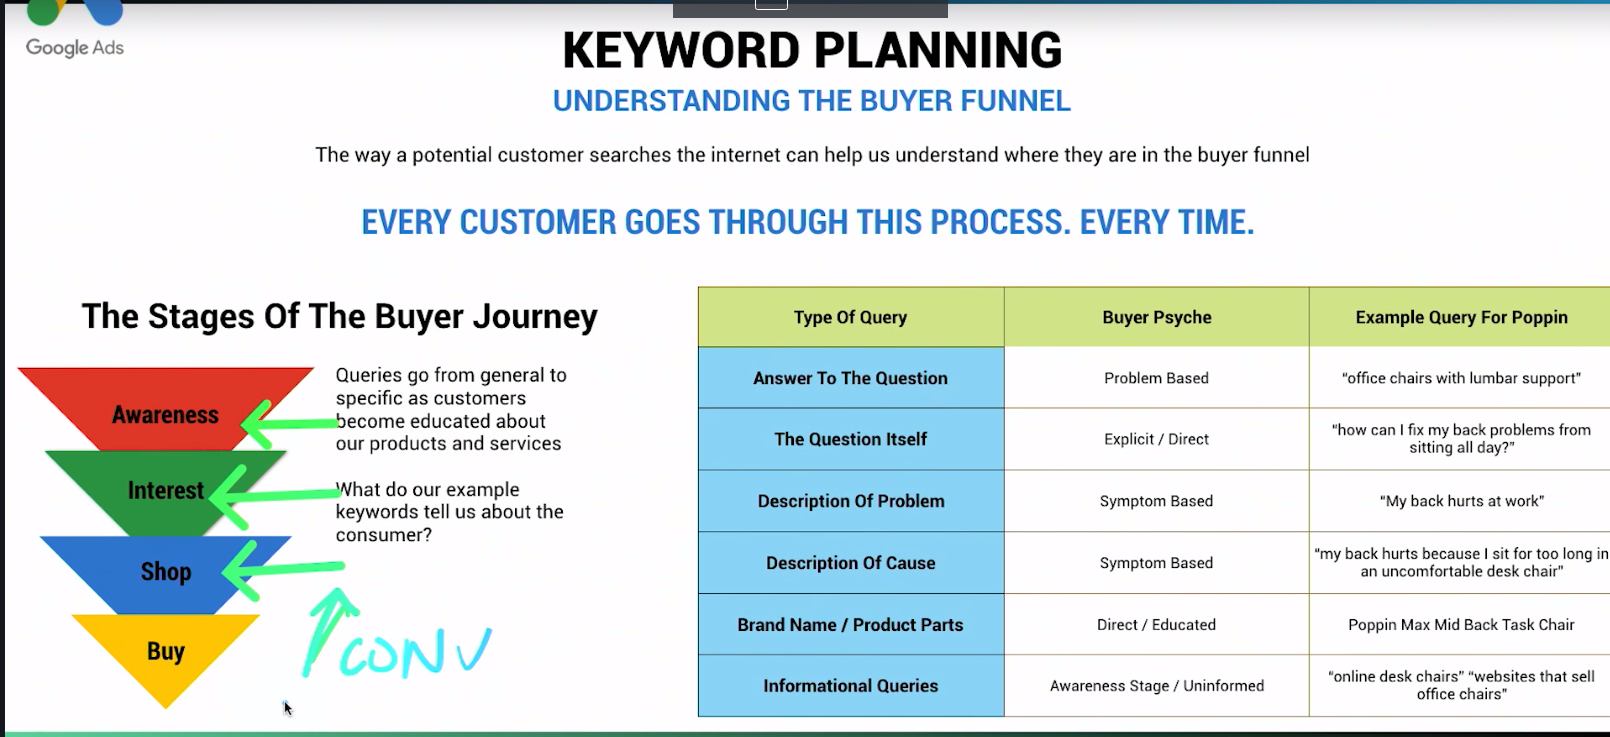 Google Ads
KEYWORD PLANNING
UNDERSTANDING THE BUYER FUNNEL
The way a potential customer searches the internet can help us understand where they are in the buyer funnel
EVERY CUSTOMER GOES THROUGH THIS PROCESS. EVERY TIME.
The Stages Of The Buyer Journey
Awareness
Interest
Shop
Buy
Queries go from general to
specific as customers
become educated about
our products and services
What do our example
keywords tell us about the
consumer?
CONV
Type Of Query
Buyer Psyche
Example Query For Poppin
Answer To The Question
Problem Based
“office chairs with lumbar support”
The Question Itself
Explicit / Direct
“how can I fix my back problems from
sitting all day?”
Description Of Problem
Symptom Based
“My back hurts at work”
Description Of Cause
Symptom Based
“my back hurts because I sit for too long in
an uncomfortable desk chair”
Brand Name / Product Parts
Direct / Educated
Poppin Max Mid Back Task Chair
Informational Queries
Awareness Stage / Uninformed
“online desk chairs” “websites that sell
office chairs”